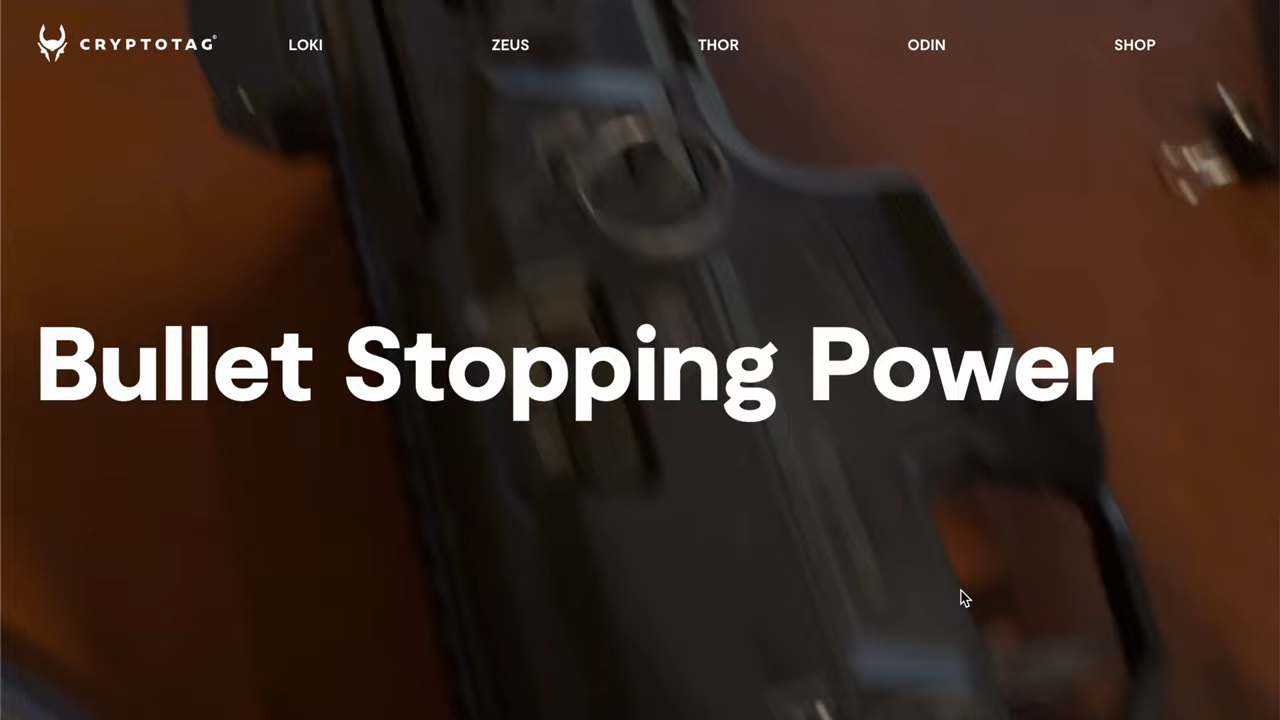 CRYPTOTAG®
LOKI
ZEUS
THOR
ODIN
SHOP
Bullet Stopping Power